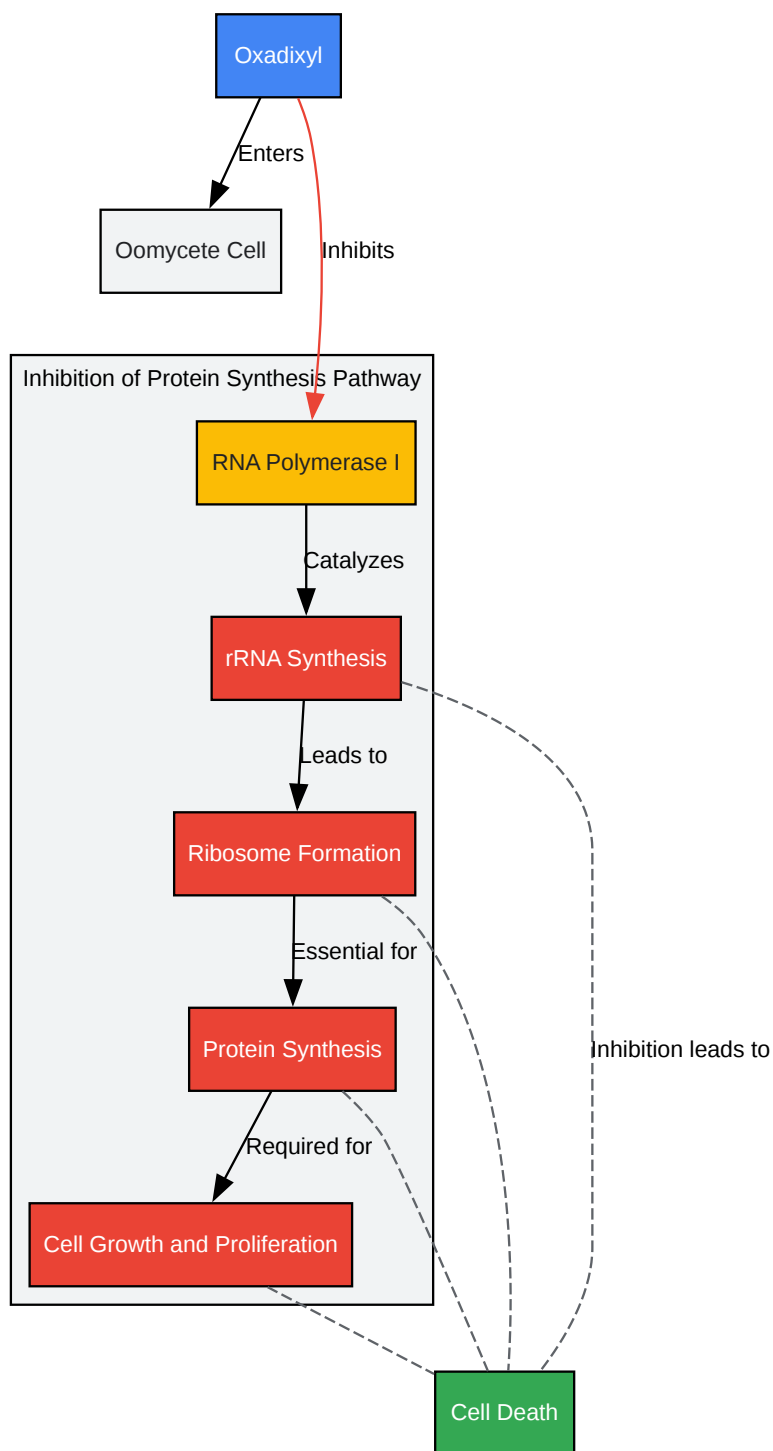 Oxadixyl
Enters
Oomycete Cell
Inhibits
Inhibition of Protein Synthesis Pathway
RNA Polymerase I
Catalyzes
rRNA Synthesis
Leads to
Ribosome Formation
Essential for
Protein Synthesis
Inhibition leads to
Required for
Cell Growth and Proliferation
Cell Death